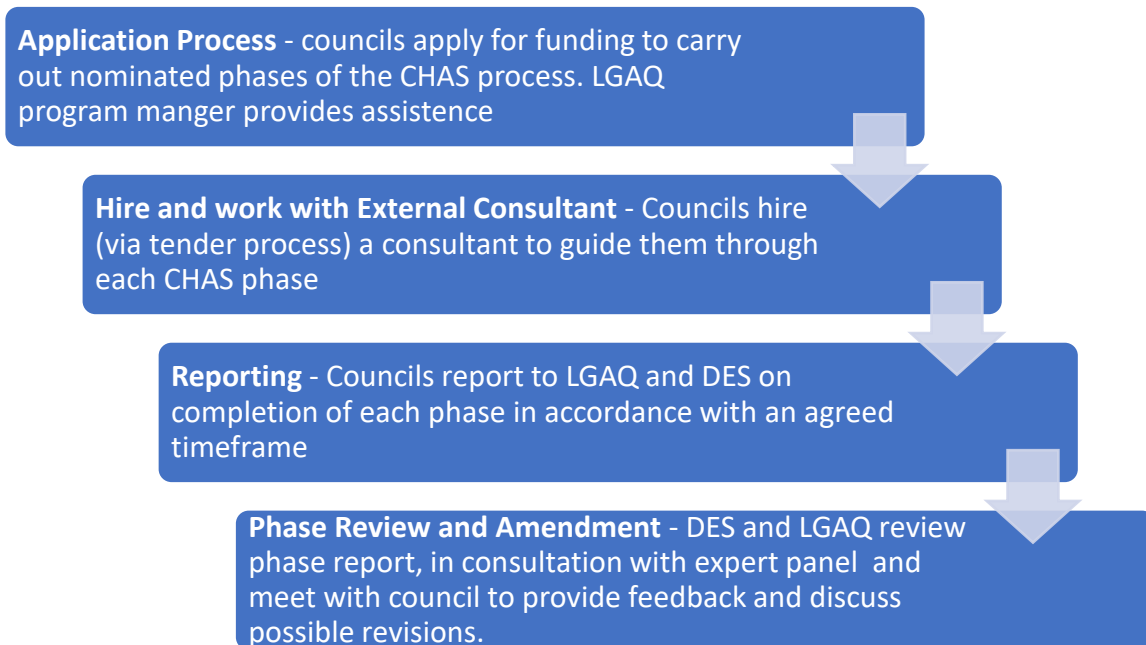 Application Process - councils apply for funding to carry
out nominated phases of the CHAS process. LGAQ
program manger provides assistence
Hire and work with External Consultant - Councils hire
(via tender process) a consultant to guide them through
each CHAS phase
Reporting - Councils report to LGAQ and DES on
completion of each phase in accordance with an agreed
timeframe
Phase Review and Amendment - DES and LGAQ review
phase report, in consultation with expert panel  and
meet with council to provide feedback and discuss
possible revisions.